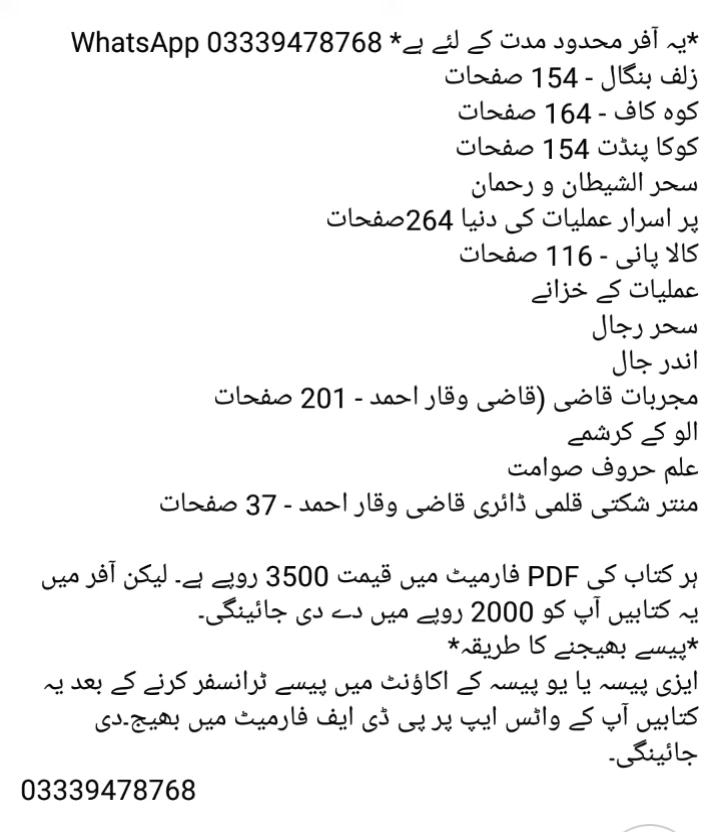 *یہ آفر محدود مدت کے لئے ہے* WhatsApp 03339478768
زلف بنگال - 154 صفحات
کوہ کاف - 164 صفحات
کوکا پنڈت 154 صفحات
سحر الشیطان و رحمان
پر اسرار عملیات کی دنیا 264صفحات
کالا پانی - 116 صفحات
عملیات کے خزانے
سحر رجال
اندر جال
مجربات قاضی (قاضی وقار احمد - 201 صفحات
الو کے کرشمے
علم حروف صوامت
منتر شکتی قلمی ڈائری قاضی وقار احمد - 37 صفحات
ہر کتاب کی PDF فارمیٹ میں قیمت 3500 روپے ہے۔ لیکن آفر میں
یہ کتابیں آپ کو 2000 روپے میں دے دی جائینگی۔
*پیسے بھیجنے کا طریقہ*
ایزی پیسہ یا یو پیسہ کے اکاؤنٹ میں پیسے ٹرانسفر کرنے کے بعد یہ
کتابیں آپ کے واٹس ایپ پر پی ڈی ایف فارمیٹ میں بھیج۔دی
جائینگی۔
03339478768